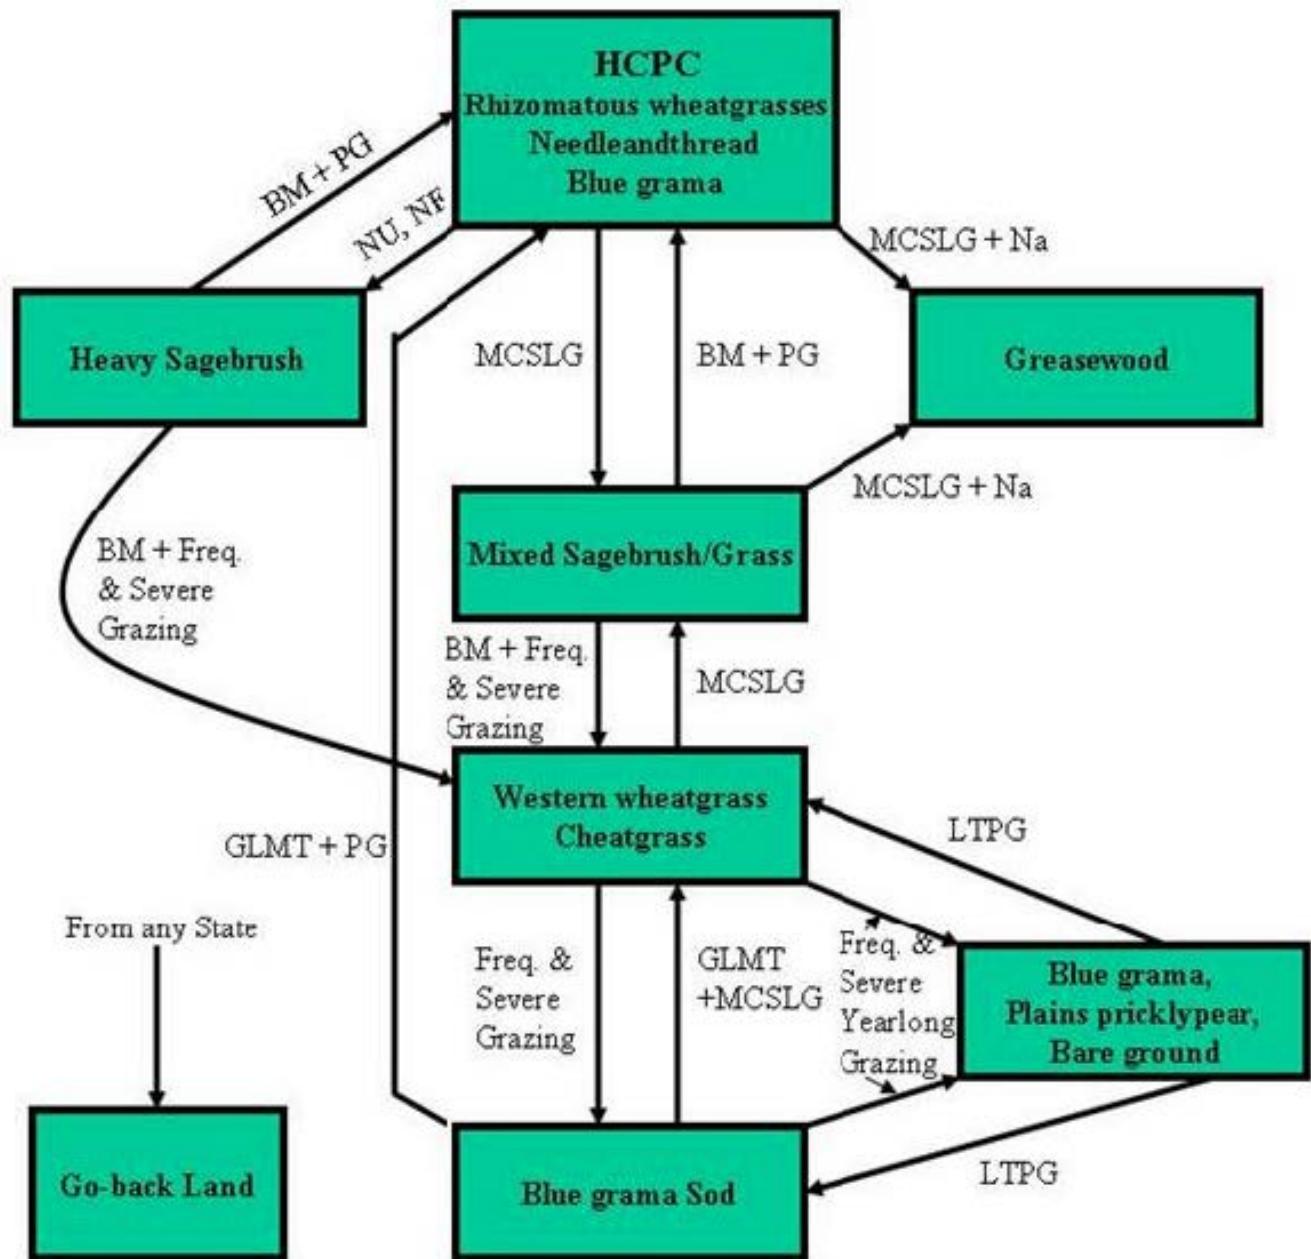 HCPC
Rhizomatous wheatgrasses
Needleandthread
Blue grama
BM + PG
NU, NF
MCSLG + Na
Heavy Sagebrush
MCSLG
BM + PG
Greasewood
MCSLG + Na
Mixed Sagebrush/Grass
BM + Freq.
& Severe
Grazing
BM + Freq.
& Severe
Grazing
MCSLG
Western wheatgrass
Cheatgrass
GLMT + PG
LTPG
From any State
Freq. &
Severe
Grazing
GLMT
+MCSLG
Freq. &
Severe
Yearlong
Grazing
Blue grama,
Plains pricklypear,
Bare ground
Go-back Land
Blue grama Sod
LTPG